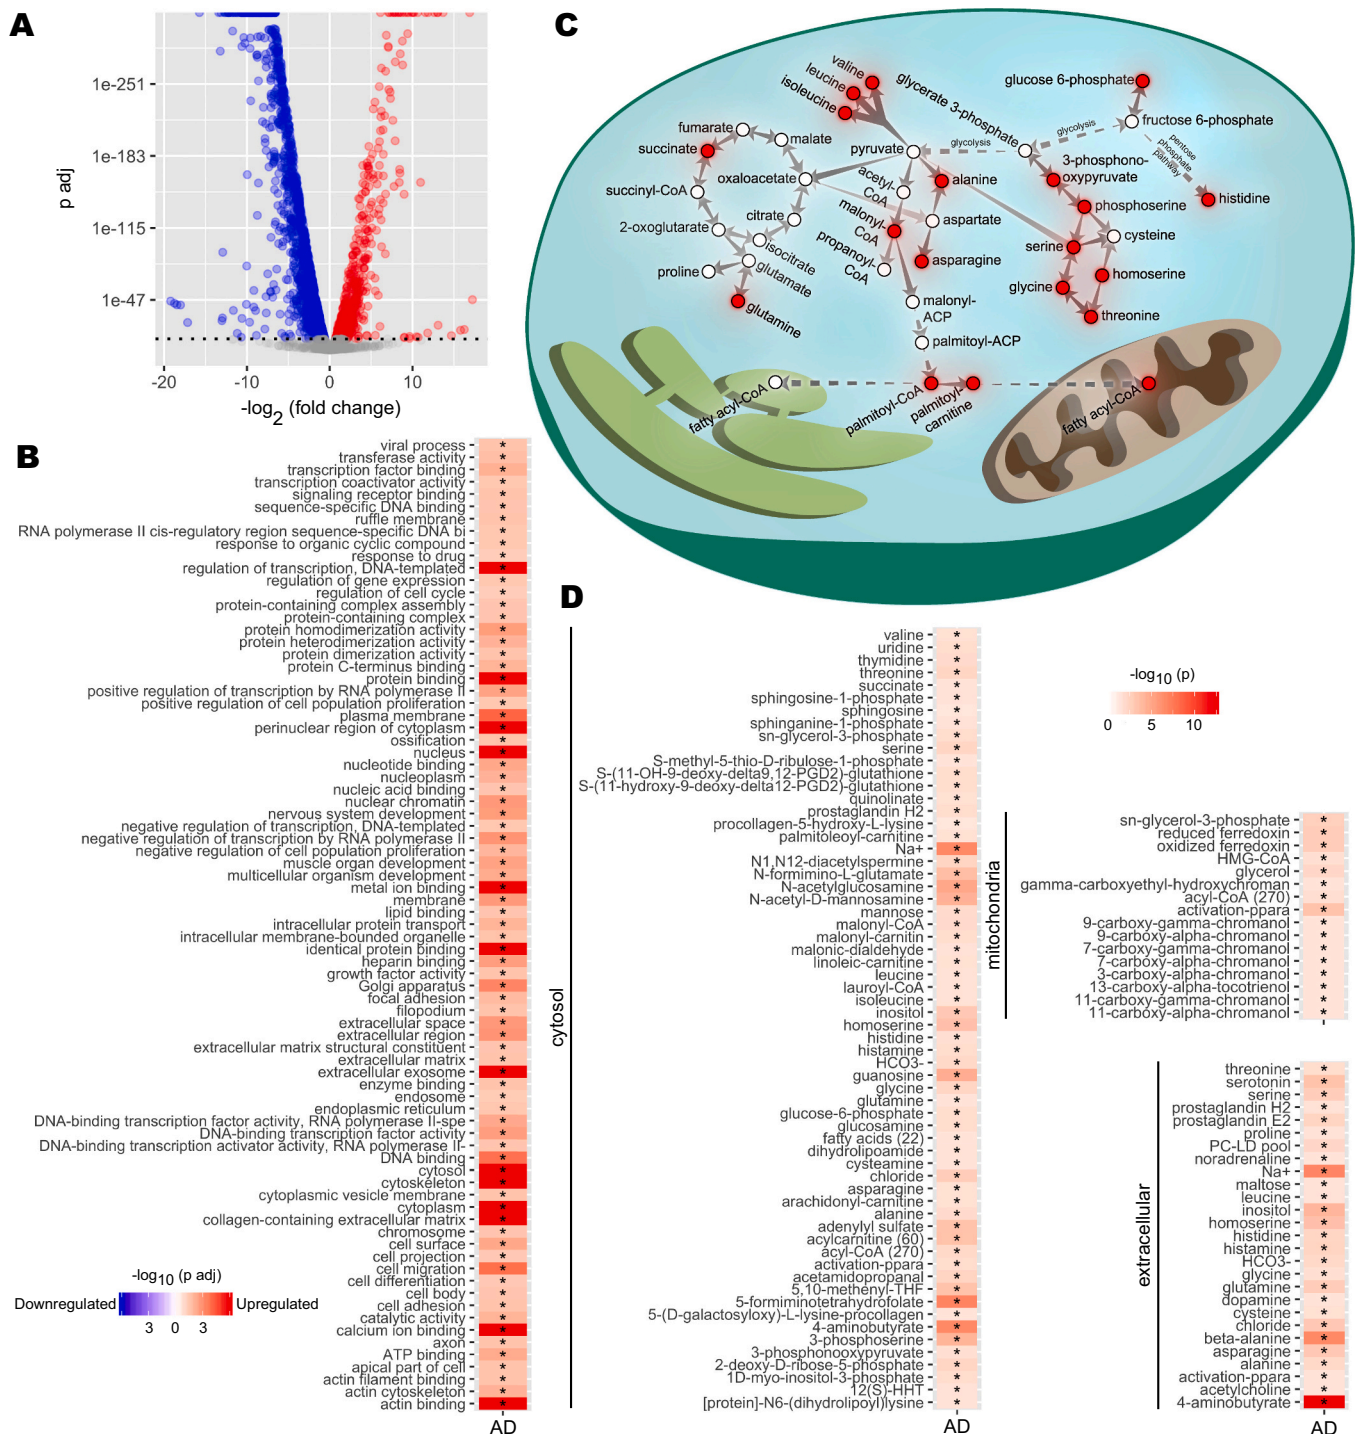 A
p adj
1e-251
1e-183
1e-115
1e-47
-20
-10
0
10
-log2 (fold change)
B
viral process *
transferase activity *
transcription factor binding *
transcription coactivator activity *
signaling receptor binding *
sequence-specific DNA binding *
ruffle membrane *
RNA polymerase II cis-regulatory region sequence-specific DNA bi *
response to organic cyclic compound *
response to drug *
regulation of transcription, DNA-templated *
regulation of gene expression *
regulation of cell cycle *
protein-containing complex assembly *
protein-containing complex *
protein homodimerization activity *
protein heterodimerization activity *
protein dimerization activity *
protein C-terminus binding *
protein binding *
positive regulation of transcription by RNA polymerase II *
positive regulation of cell population proliferation *
plasma membrane *
perinuclear region of cytoplasm *
ossification *
nucleus *
nucleotide binding *
nucleoplasm *
nucleic acid binding *
nuclear chromatin *
nervous system development *
negative regulation of transcription, DNA-templated *
negative regulation of transcription by RNA polymerase II *
negative regulation of cell population proliferation *
muscle organ development *
multicellular organism development *
metal ion binding *
membrane *
lipid binding *
intracellular protein transport *
intracellular membrane-bounded organelle *
identical protein binding *
heparin binding *
growth factor activity *
Golgi apparatus *
focal adhesion *
filopodium *
extracellular space *
extracellular region *
extracellular matrix structural constituent *
extracellular matrix *
extracellular exosome *
enzyme binding *
endosome *
endoplasmic reticulum *
DNA-binding transcription factor activity, RNA polymerase II-spe *
DNA-binding transcription factor activity *
DNA-binding transcription activator activity, RNA polymerase II- *
DNA binding *
cytosol *
cytoskeleton *
cytoplasmic vesicle membrane *
cytoplasm *
collagen-containing extracellular matrix *
chromosome *
cell surface *
cell projection *
cell migration *
cell differentiation *
cell body *
cell adhesion *
catalytic activity *
calcium ion binding *
axon *
ATP binding *
apical part of cell *
actin filament binding *
actin cytoskeleton *
actin binding *
AD
-log10 (p adj)
Downregulated
Upregulated
3 0 3
C
valine
leucine
isoleucine
glycerate 3-phosphate
glucose 6-phosphate
fructose 6-phosphate
glycolysis
glycolysis
pentose
phosphate
pathway
histidine
fumarate
malate
succinate
oxaloacetate
succinyl-CoA
2-oxoglutarate
citrate
isocitrate
glutamate
proline
glutamine
pyruvate
acetyl-
CoA
alanine
malonyl-
CoA
aspartate
propanoyl-
CoA
asparagine
malonyl-
ACP
palmitoyl-ACP
3-phosphono-
oxypyruvate
phosphoserine
serine
cysteine
glycine
homoserine
threonine
fatty acyl-CoA
palmitoyl-CoA
palmitoyl-
carnitine
fatty acyl-CoA
D
cytosol
valine *
uridine *
thymidine *
threonine *
succinate *
sphingosine-1-phosphate *
sphingosine *
sphinganine-1-phosphate *
sn-glycerol-3-phosphate *
serine *
S-methyl-5-thio-D-ribulose-1-phosphate *
S-(11-OH-9-deoxy-delta9,12-PGD2)-glutathione *
S-(11-hydroxy-9-deoxy-delta12-PGD2)-glutathione *
quinolinate *
prostaglandin H2 *
procollagen-5-hydroxy-L-lysine *
palmitoleoyl-carnitine *
Na+ *
N1,N12-diacetylspermine *
N-formimino-L-glutamate *
N-acetylglucosamine *
N-acetyl-D-mannosamine *
mannose *
malonyl-CoA *
malonyl-carnitin *
malonic-dialdehyde *
linoleic-carnitine *
leucine *
lauroyl-CoA *
isoleucine *
inositol *
homoserine *
histidine *
histamine *
HCO3- *
guanosine *
glycine *
glutamine *
glucose-6-phosphate *
glucosamine *
fatty acids (22) *
dihydrolipoamide *
cysteamine *
chloride *
asparagine *
arachidonyl-carnitine *
alanine *
adenylyl sulfate *
acylcarnitine (60) *
acyl-CoA (270) *
activation-ppara *
acetamidopropanal *
5,10-methenyl-THF *
5-formiminotetrahydrofolate *
5-(D-galactosyloxy)-L-lysine-procollagen *
4-aminobutyrate *
3-phosphoserine *
3-phosphonooxypyruvate *
2-deoxy-D-ribose-5-phosphate *
1D-myo-inositol-3-phosphate *
12(S)-HHT *
[protein]-N6-(dihydrolipoyl)lysine *
AD
-log10 (p)
0 5 10
mitochondria
sn-glycerol-3-phosphate *
reduced ferredoxin *
oxidized ferredoxin *
HMG-CoA *
glycerol *
gamma-carboxyethyl-hydroxychroman *
acyl-CoA (270) *
activation-ppara *
9-carboxy-gamma-chromanol *
9-carboxy-alpha-chromanol *
7-carboxy-gamma-chromanol *
7-carboxy-alpha-chromanol *
3-carboxy-alpha-chromanol *
13-carboxy-alpha-tocotrienol *
11-carboxy-gamma-chromanol *
11-carboxy-alpha-chromanol *
extracellular
threonine *
serotonin *
serine *
prostaglandin H2 *
prostaglandin E2 *
proline *
PC-LD pool *
noradrenaline *
Na+ *
maltose *
leucine *
inositol *
homoserine *
histidine *
histamine *
HCO3- *
glycine *
glutamine *
dopamine *
cysteine *
chloride *
beta-alanine *
asparagine *
alanine *
activation-ppara *
acetylcholine *
4-aminobutyrate *
AD